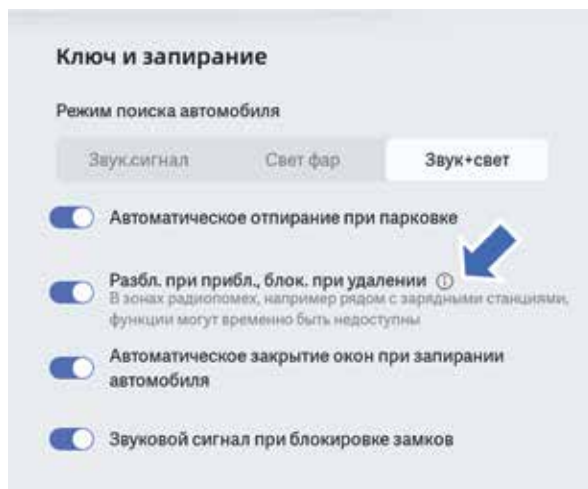 Ключ и запирание
Режим поиска автомобиля
Звук.сигнал Свет фар Звук+свет
Автоматическое отпирание при парковке
Разбл. при прибл., блок. при удалении
В зонах радиопомех, например рядом с зарядными станциями,
функции могут временно быть недоступны
Автоматическое закрытие окон при запирании
автомобиля
Звуковой сигнал при блокировке замков